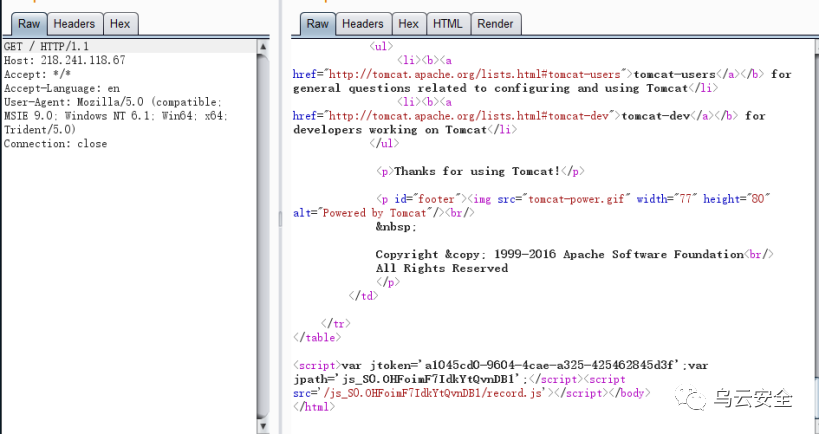 Raw Headers Hex
GET / HTTP/1.1
Host: 218.241.118.67
Accept: */*
Accept-Language: en
User-Agent: Mozilla/5.0 (compatible;
MSIE 9.0; Windows NT 6.1; Win64; x64;
Trident/5.0)
Connection: close
Raw Headers Hex HTML Render
<ul>
<li><b><a
href="http://tomcat.apache.org/lists.html#tomcat-users">tomcat-users</a></b> for
general questions related to configuring and using Tomcat</li>
<li><b><a
href="http://tomcat.apache.org/lists.html#tomcat-dev">tomcat-dev</a></b> for
developers working on Tomcat</li>
</ul>
<p>Thanks for using Tomcat!</p>
<p id="footer"><img src="tomcat-power.gif" width="77" height="80"
alt="Powered by Tomcat"/><br/>
&nbsp;
Copyright &copy; 1999-2016 Apache Software Foundation<br/>
All Rights Reserved
</p>
</td>
</tr>
</table>
<script>var jtoken='a1045cd0-9604-4cae-a325-425462845d3f';var
jpath='js_S0.OHFoimF7IdkYtQvnDB1';</script><script
src='/js_S0.OHFoimF7IdkYtQvnDB1/record.js'></script></body>
</html>
乌云安全